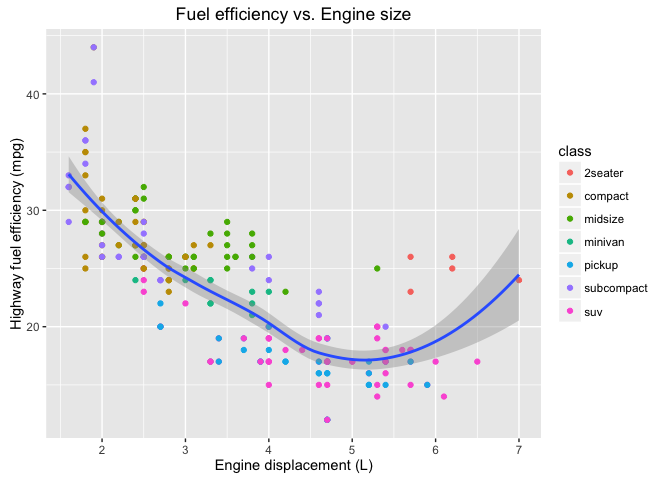 Fuel efficiency vs. Engine size
Highway fuel efficiency (mpg)
40
30
20
2 3 4 5 6 7
Engine displacement (L)
class
2seater
compact
midsize
minivan
pickup
subcompact
suv